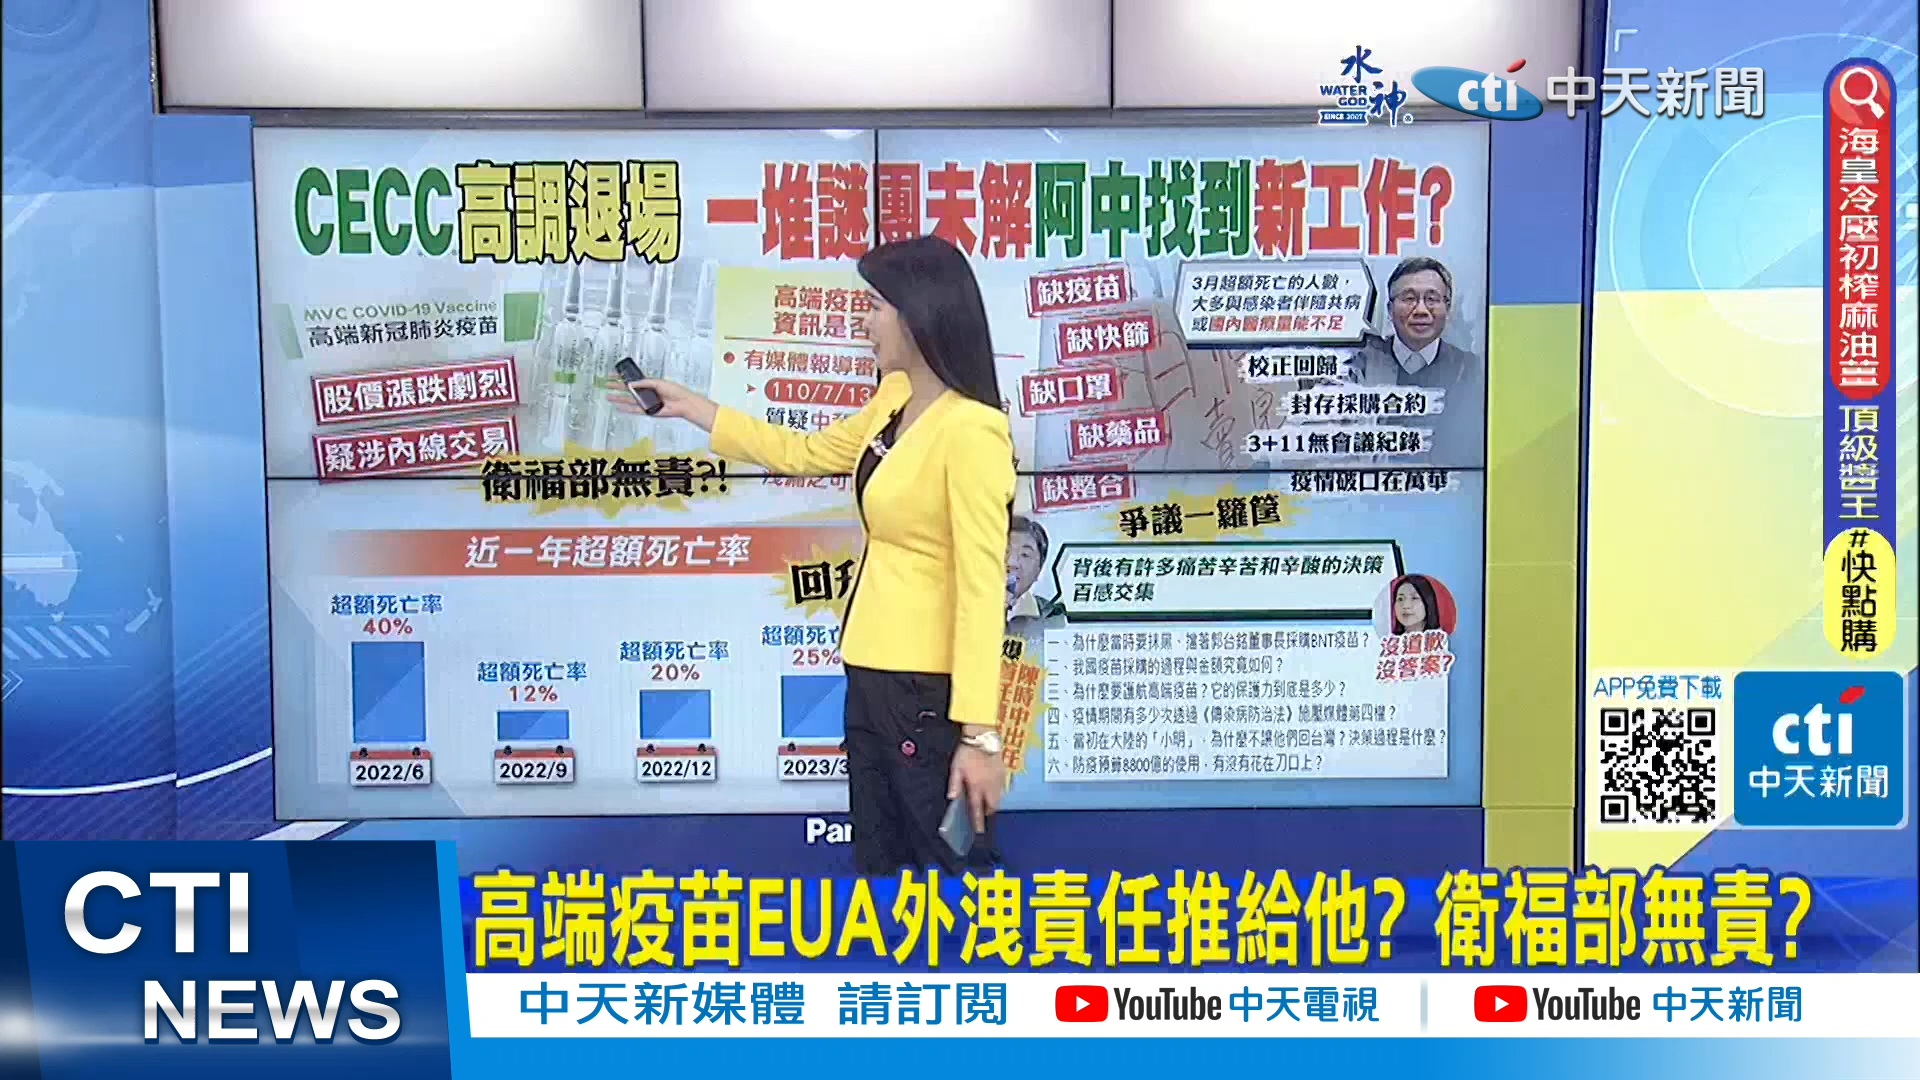 水神
WATER GOD
SINCE 2007
cti 中天新聞
海皇冷壓初榨麻油薑 頂級醬王 #快點購
CECC高調退場 一堆謎團未解阿中找到新工作?
MVC COVID-19 Vaccine
高端新冠肺炎疫苗
股價漲跌劇烈
疑涉內線交易
衛福部無責?!
高端疫苗
資訊是否
有媒體報導審
110/7/13
質疑中
缺疫苗
缺快篩
缺口罩
缺藥品
缺整合
3月超額死亡的人數，
大多與感染者伴隨共病
或國內醫療量能不足
校正回歸
封存採購合約
3+11無會議紀錄
疫情破口在萬華
爭議一籮筐
近一年超額死亡率
超額死亡率
40%
超額死亡率
12%
超額死亡率
20%
超額死亡
25%
2022/6
2022/9
2022/12
2023/3
背後有許多痛苦辛苦和辛酸的決策
百感交集
沒道歉
沒答案?
一、為什麼當時要抹黑、擋著郭台銘董事長採購BNT疫苗？
二、我國疫苗採購的過程與金額究竟如何？
三、為什麼要護航高端疫苗？它的保護力到底是多少？
四、疫情期間有多少次透過《傳染病防治法》施壓媒體第四權？
五、當初在大陸的「小明」，為什麼不讓他們回台灣？決策過程是什麼？
六、防疫預算8800億的使用，有沒有花在刀口上？
陳時中出任
APP免費下載
cti
中天新聞
CTI NEWS
高端疫苗EUA外洩責任推給他? 衛福部無責?
中天新媒體 請訂閱 YouTube 中天電視 YouTube 中天新聞